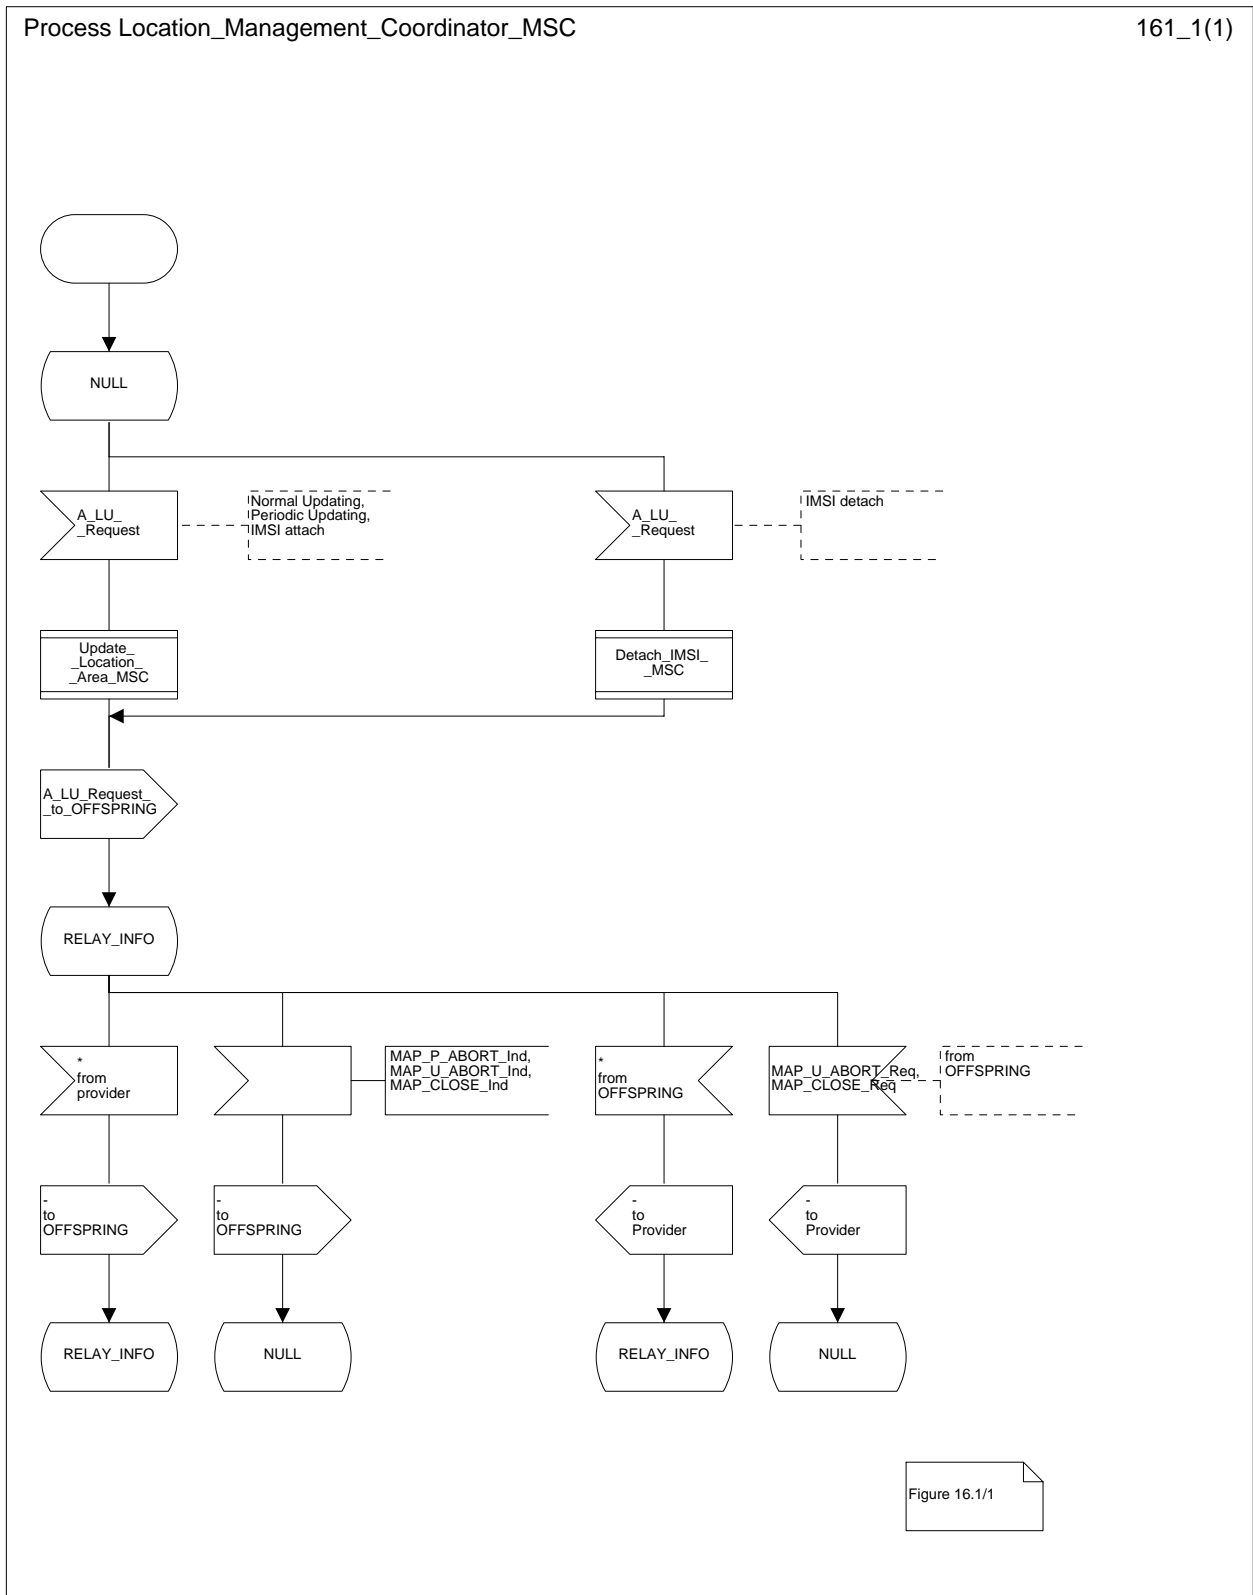 Process Location_Management_Coordinator_MSC
161_1(1)
NULL
A_LU_
_Request
Normal Updating,
Periodic Updating,
IMSI attach
A_LU_
_Request
IMSI detach
Update_
_Location_
_Area_MSC
Detach_IMSI_
_MSC
A_LU_Request_
_to_OFFSPRING
RELAY_INFO
*
from
provider
MAP_P_ABORT_Ind,
MAP_U_ABORT_Ind,
MAP_CLOSE_Ind
*
from
OFFSPRING
MAP_U_ABORT_Req,
MAP_CLOSE_Req
from
OFFSPRING
-
to
OFFSPRING
-
to
OFFSPRING
-
to
Provider
-
to
Provider
RELAY_INFO
NULL
RELAY_INFO
NULL
Figure 16.1/1